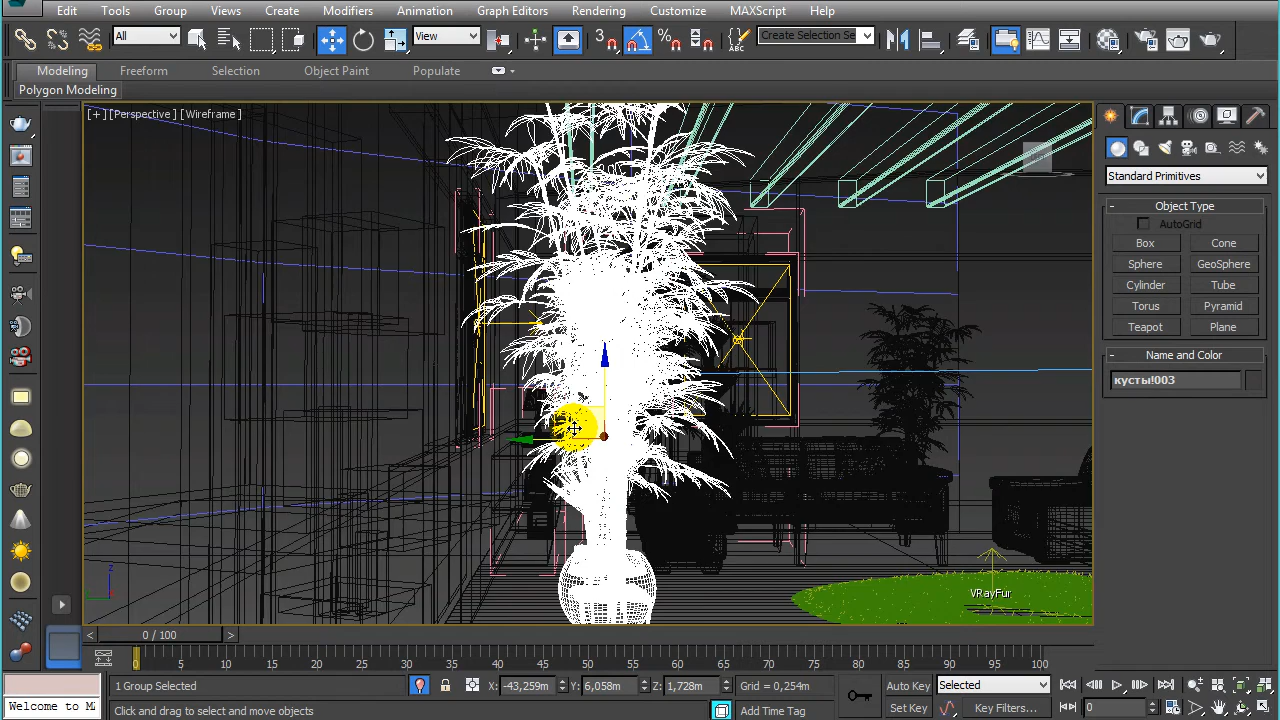 Edit Tools Group Views Create Modifiers Animation Graph Editors Rendering Customize MAXScript Help
All View 3 % ABC Create Selection Se
Modeling Freeform Selection Object Paint Populate
Polygon Modeling
[+] [Perspective] [Wireframe]
Standard Primitives
- Object Type
AutoGrid
Box Cone
Sphere GeoSphere
Cylinder Tube
Torus Pyramid
Teapot Plane
- Name and Color
кусты!003
VRayFur
z
< 0 / 100 >
0 5 10 15 20 25 30 35 40 45 50 55 60 65 70 75 80 85 90 95 100
1 Group Selected X: -43,259m Y: 6,058m Z: 1,728m Grid = 0,254m Auto Key Selected
Welcome to MA Click and drag to select and move objects Add Time Tag Set Key Key Filters... 0